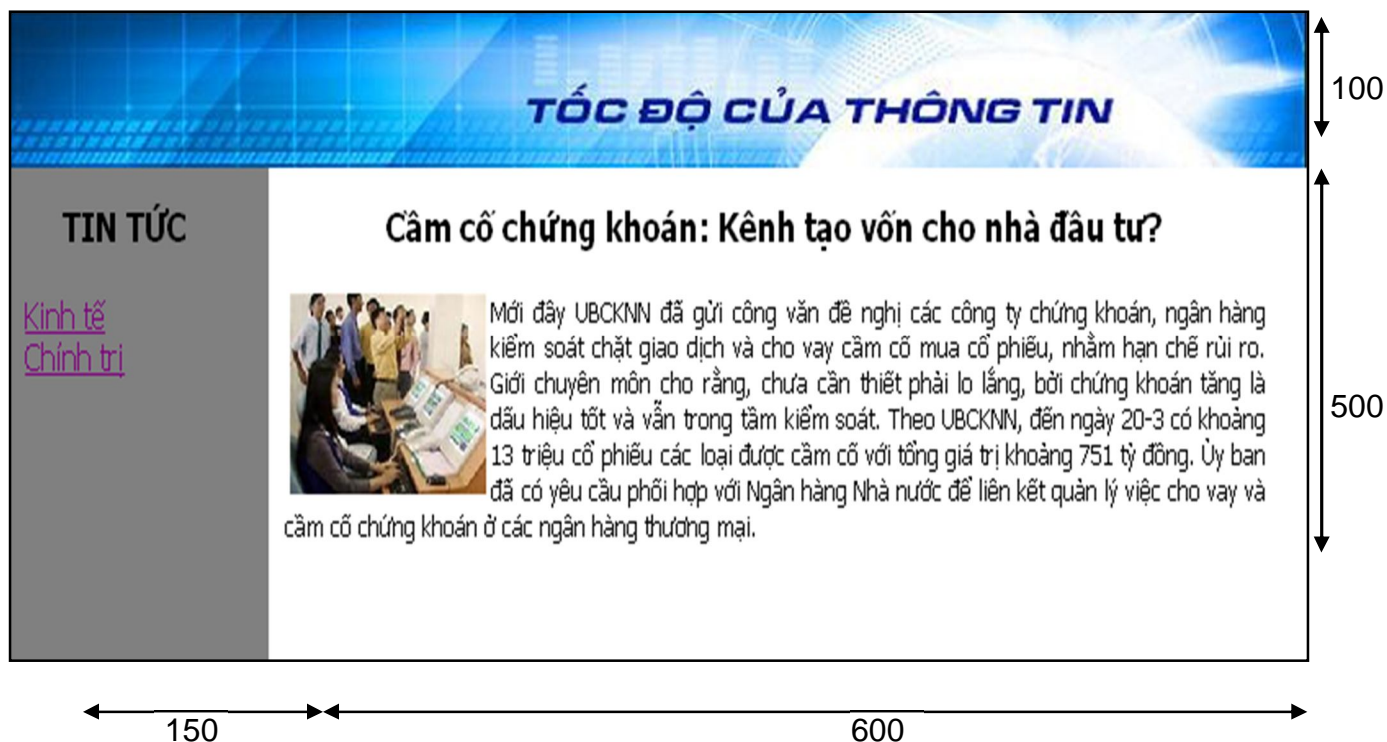 TỐC ĐỘ CỦA THÔNG TIN
100
TIN TỨC
Kinh tế
Chính trị
Cầm cố chứng khoán: Kênh tạo vốn cho nhà đầu tư?
Mới đây UBCKNN đã gửi công văn đề nghị các công ty chứng khoán, ngân hàng
kiểm soát chặt giao dịch và cho vay cầm cố mua cổ phiếu, nhằm hạn chế rủi ro.
Giới chuyên môn cho rằng, chưa cần thiết phải lo lắng, bởi chứng khoán tăng là
dấu hiệu tốt và vẫn trong tầm kiểm soát. Theo UBCKNN, đến ngày 20-3 có khoảng
13 triệu cổ phiếu các loại được cầm cố với tổng giá trị khoảng 751 tỷ đồng. Ủy ban
đã có yêu cầu phối hợp với Ngân hàng Nhà nước để liên kết quản lý việc cho vay và
cầm cố chứng khoán ở các ngân hàng thương mại.
500
150
600